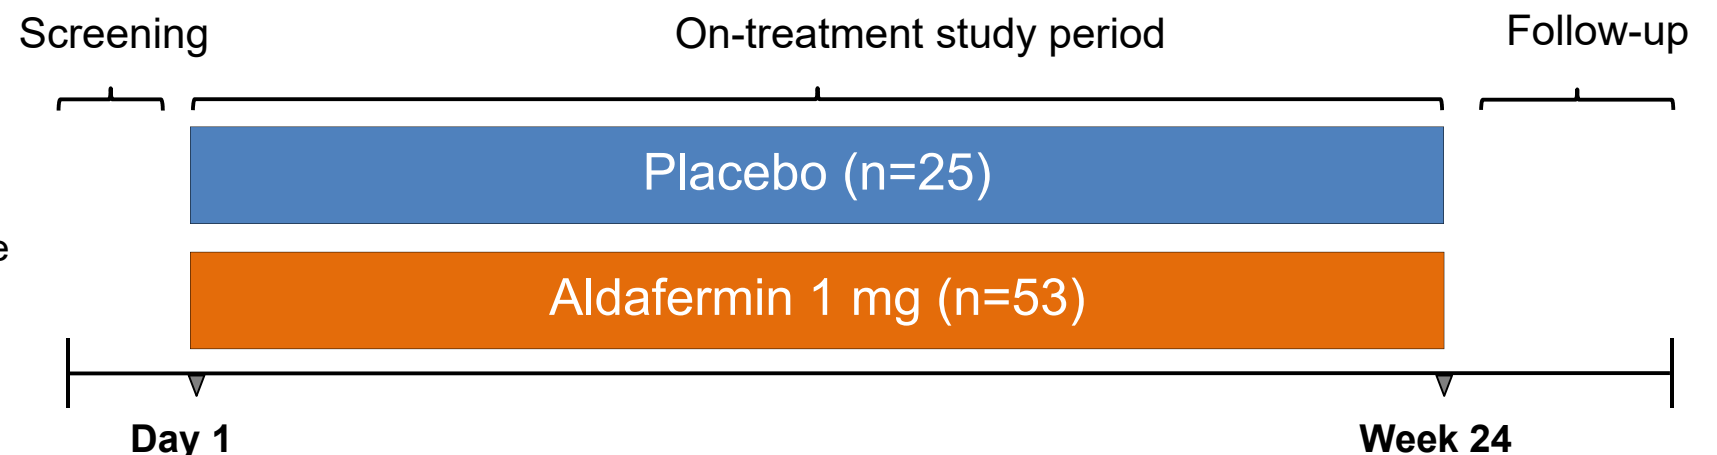 Screening
On-treatment study period
Follow-up
Placebo (n=25)
e
Aldafermin 1 mg (n=53)
Day 1
Week 24